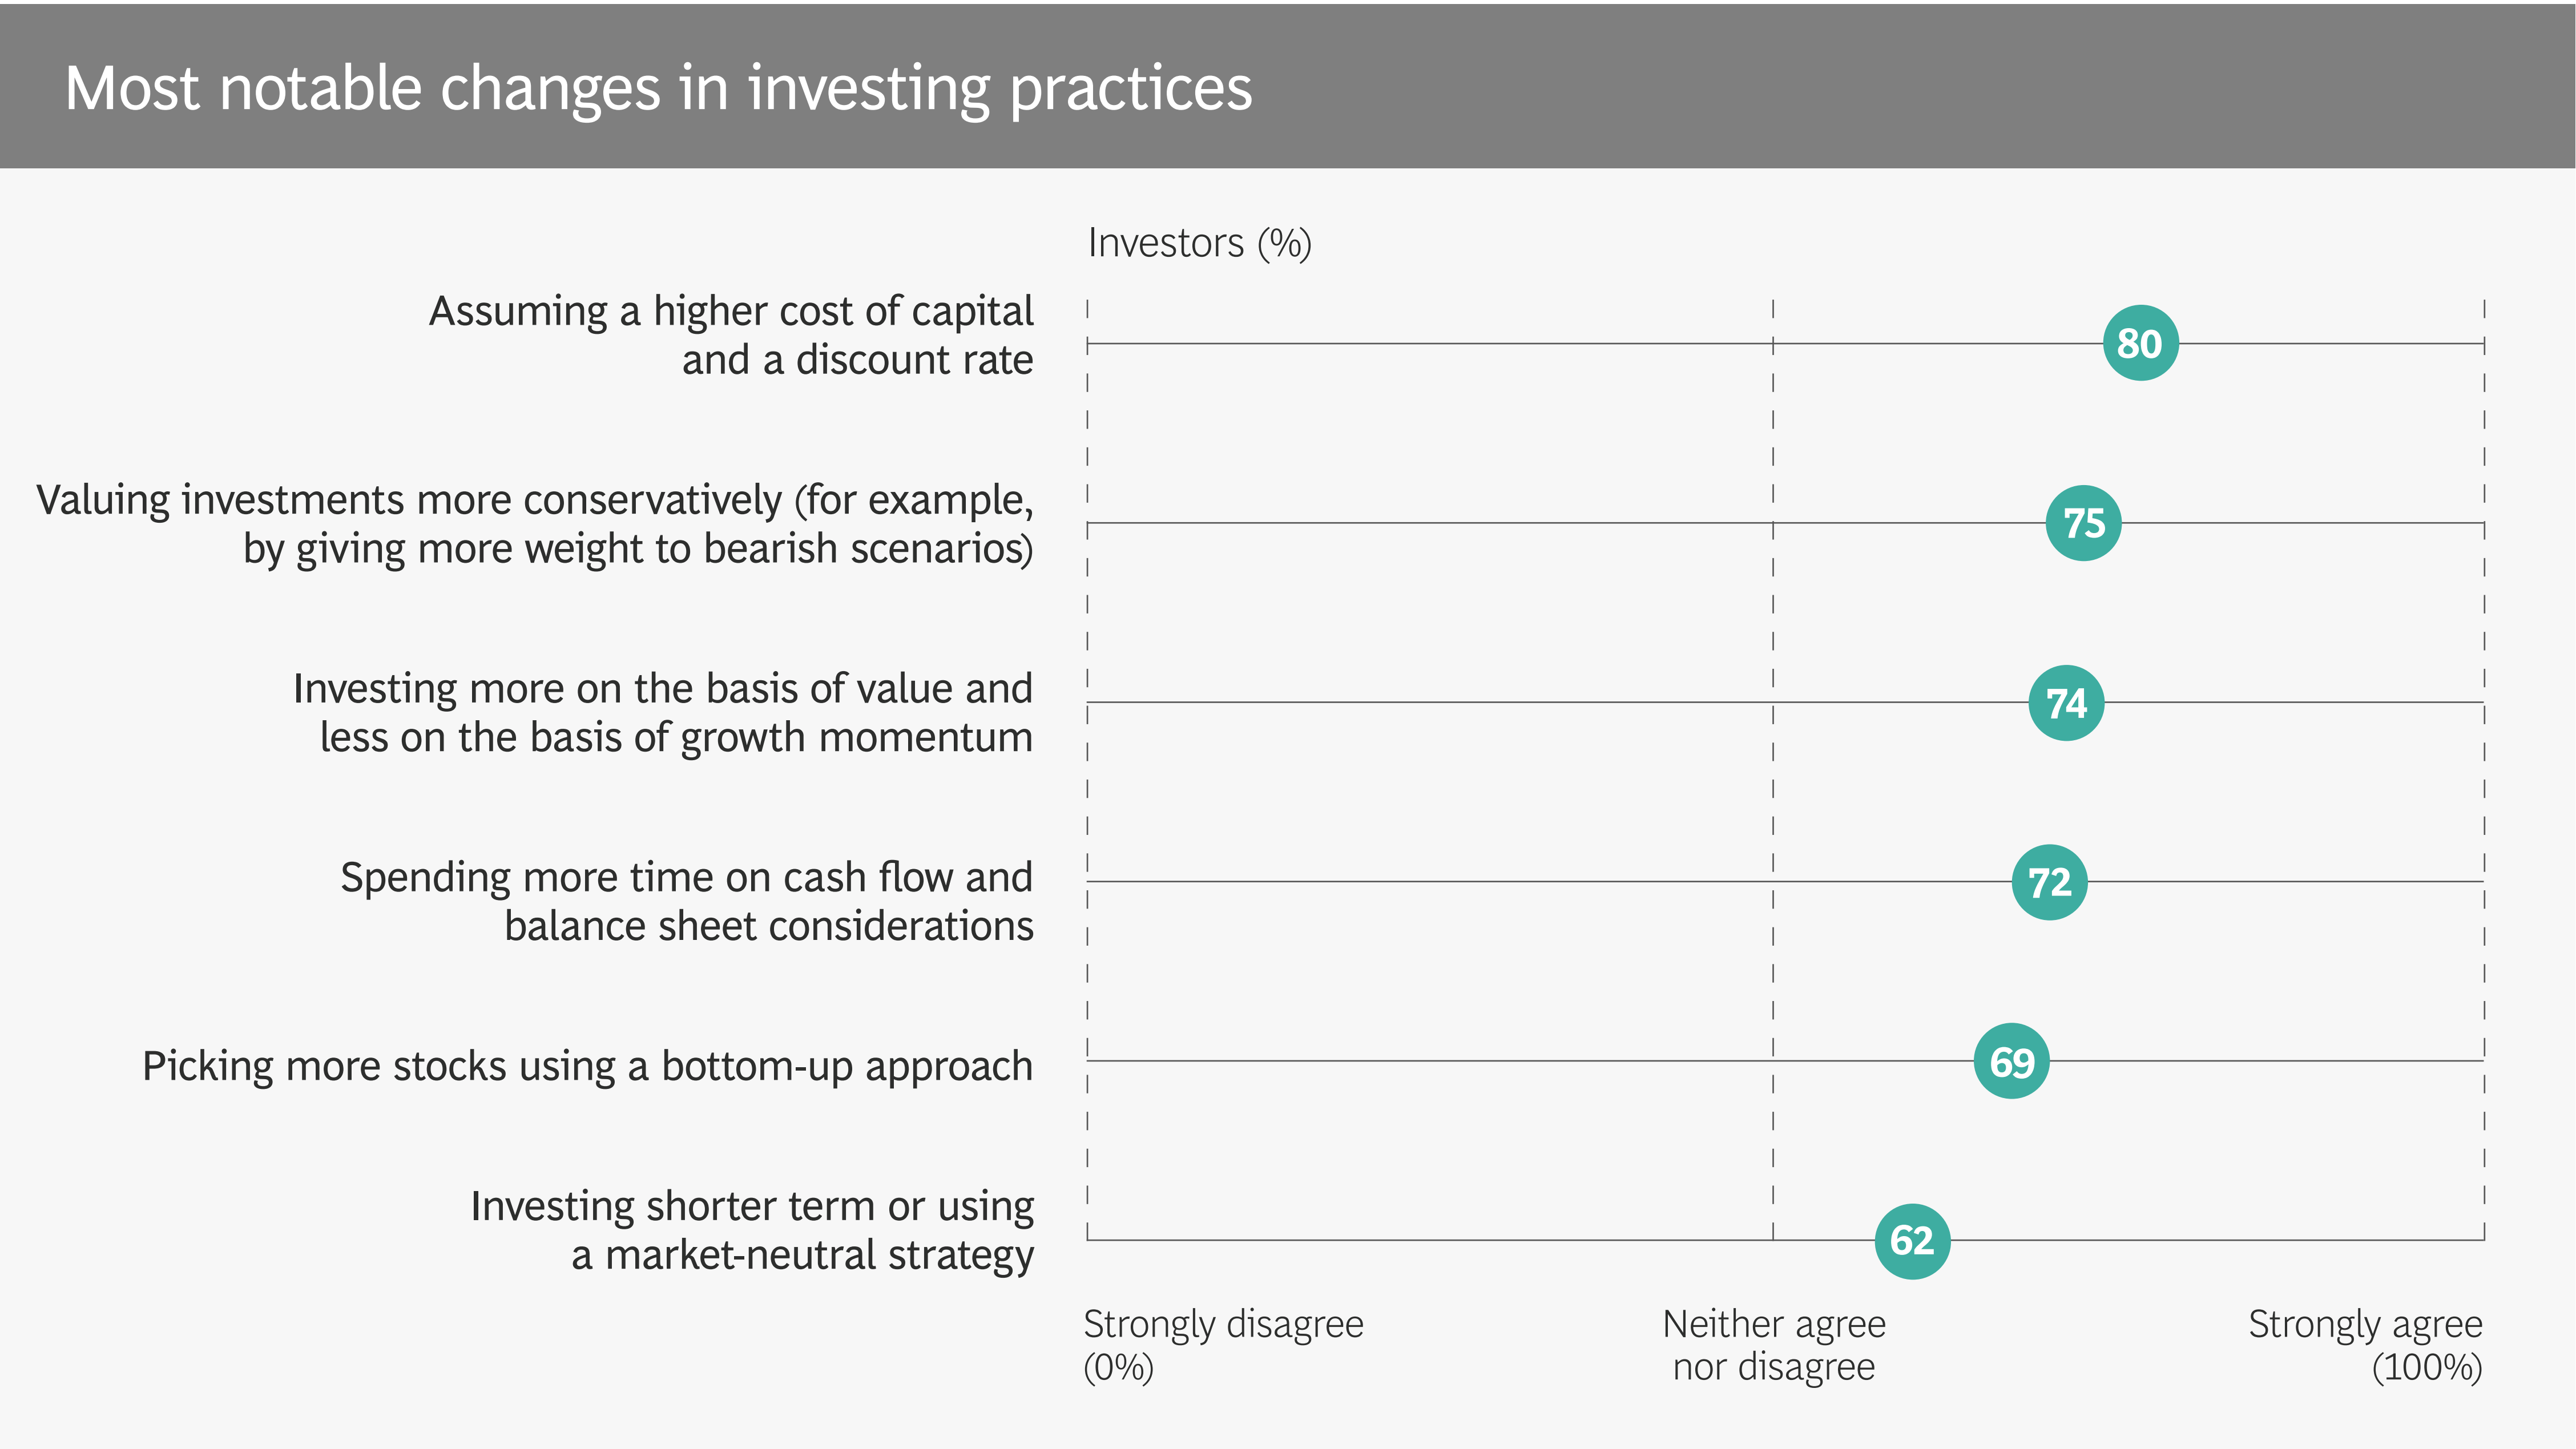 Most notable changes in investing practices
Investors (%)
Assuming a higher cost of capital
and a discount rate
80
Valuing investments more conservatively (for example,
by giving more weight to bearish scenarios)
75
Investing more on the basis of value and
less on the basis of growth momentum
74
Spending more time on cash flow and
balance sheet considerations
72
Picking more stocks using a bottom-up approach
69
Investing shorter term or using
a market-neutral strategy
62
Strongly disagree
(0%)
Neither agree
nor disagree
Strongly agree
(100%)